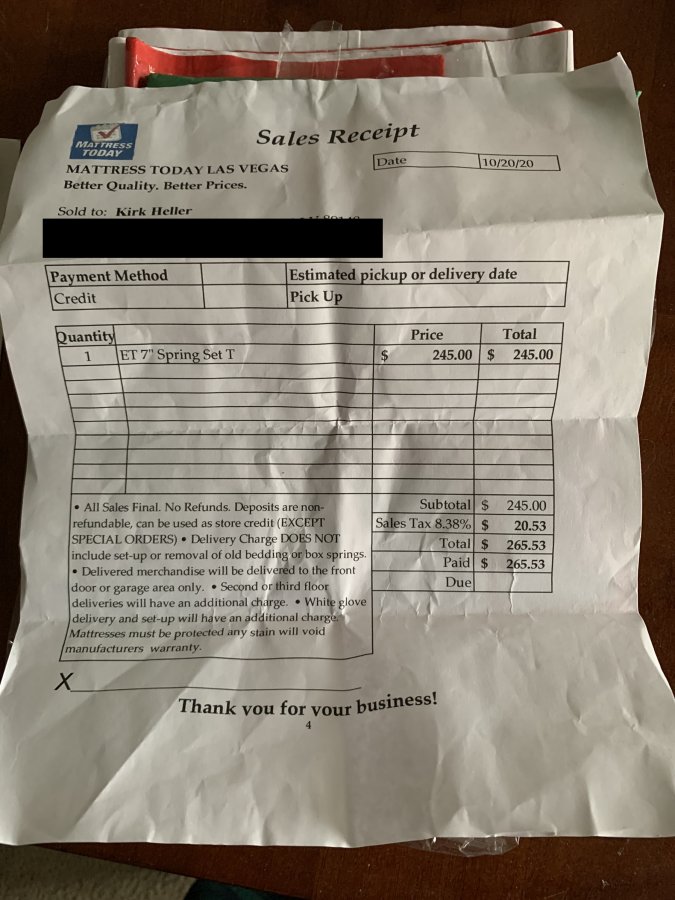 MATTRESS
TODAY
Sales Receipt
MATTRESS TODAY LAS VEGAS
Better Quality. Better Prices.
Date 10/20/20
Sold to: Kirk Heller
Payment Method Estimated pickup or delivery date
Credit Pick Up
Quantity Price Total
1 ET 7" Spring Set T $ 245.00 $ 245.00
Subtotal $ 245.00
Sales Tax 8.38% $ 20.53
Total $ 265.53
Paid $ 265.53
Due
• All Sales Final. No Refunds. Deposits are non-
refundable, can be used as store credit (EXCEPT
SPECIAL ORDERS) • Delivery Charge DOES NOT
include set-up or removal of old bedding or box springs.
• Delivered merchandise will be delivered to the front
door or garage area only. • Second or third floor
deliveries will have an additional charge. • White glove
delivery and set-up will have an additional charge.
Mattresses must be protected any stain will void
manufacturers warranty.
X
Thank you for your business!
4